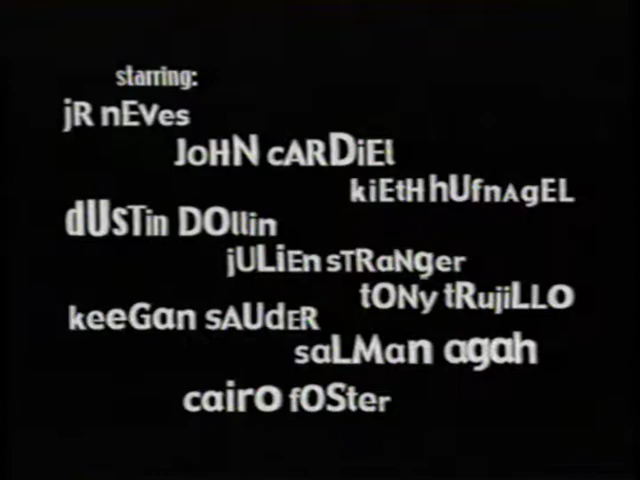 starring:
jR nEVes
JoHN cARDiEl
kiEtH hUfnAgEL
dUsTin DOllin
jULiEn sTRaNger
tONy tRujiLLO
keeGan sAUdER
saLMan agah
cairo fOSter